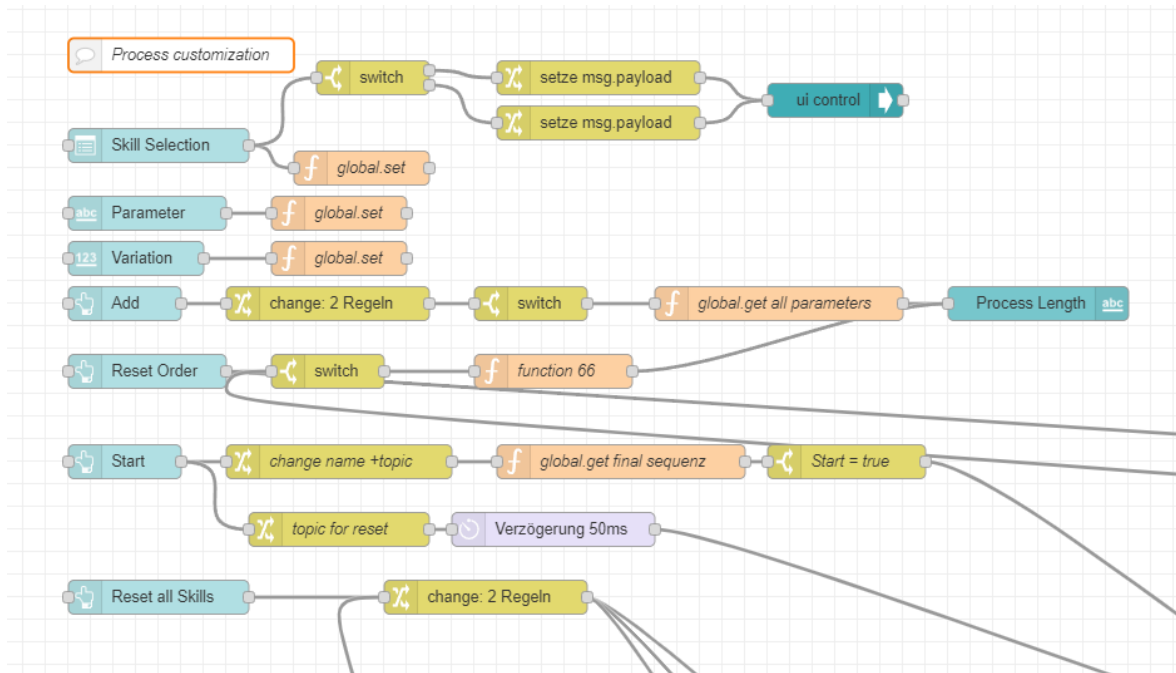 Process customization
switch
setze msg.payload
ui control
setze msg.payload
Skill Selection
global.set
abc Parameter
global.set
123 Variation
global.set
Add
change: 2 Regeln
switch
global.get all parameters
Process Length abc
Reset Order
switch
function 66
Start
change name +topic
global.get final sequenz
Start = true
topic for reset
Verzögerung 50ms
Reset all Skills
change: 2 Regeln